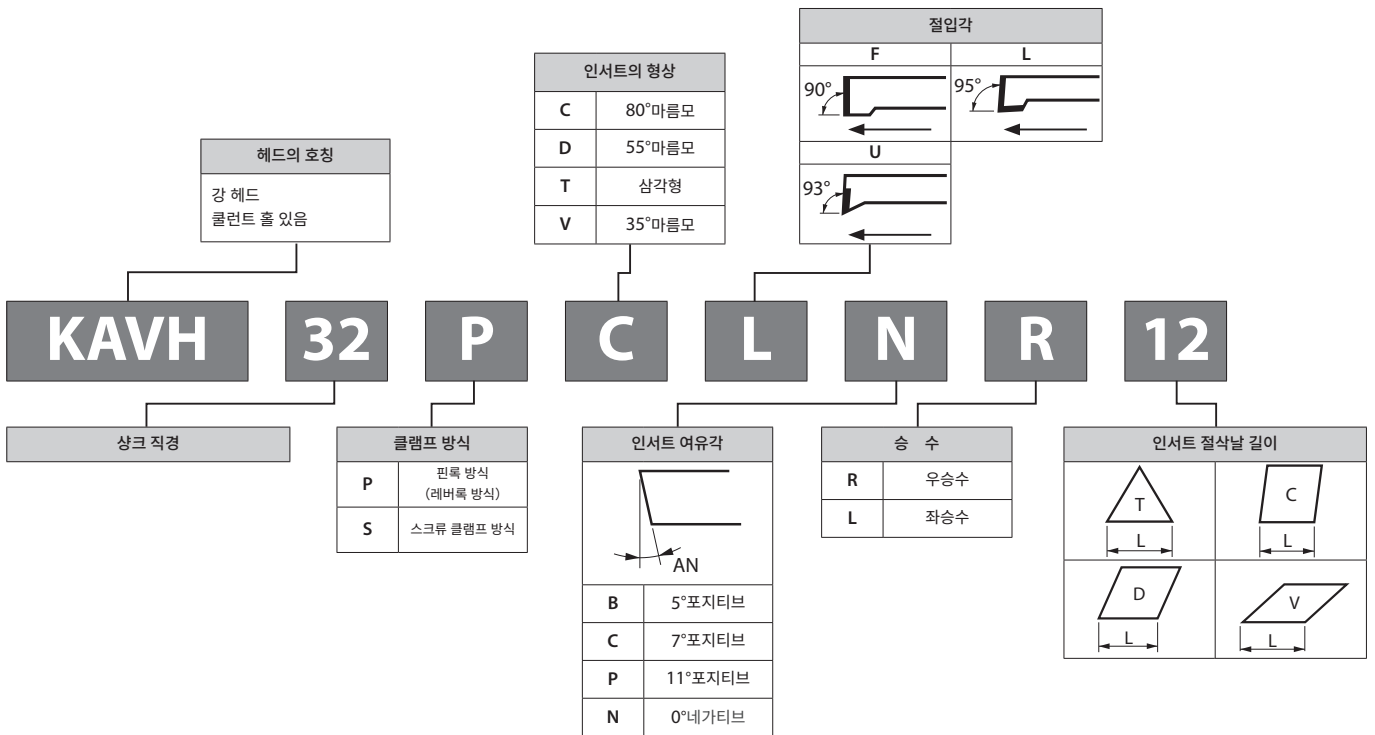 절입각
F L
90° 95°
U
93°
인서트의 형상
C 80°마름모
D 55°마름모
T 삼각형
V 35°마름모
헤드의 호칭
강 헤드
쿨런트 홀 있음
KAVH 32 P C L N R 12
샹크 직경
클램프 방식
P 핀록 방식
(레버록 방식)
S 스크류 클램프 방식
인서트 여유각
AN
B 5°포지티브
C 7°포지티브
P 11°포지티브
N 0°네가티브
승 수
R 우승수
L 좌승수
인서트 절삭날 길이
T C
L L
D V
L L